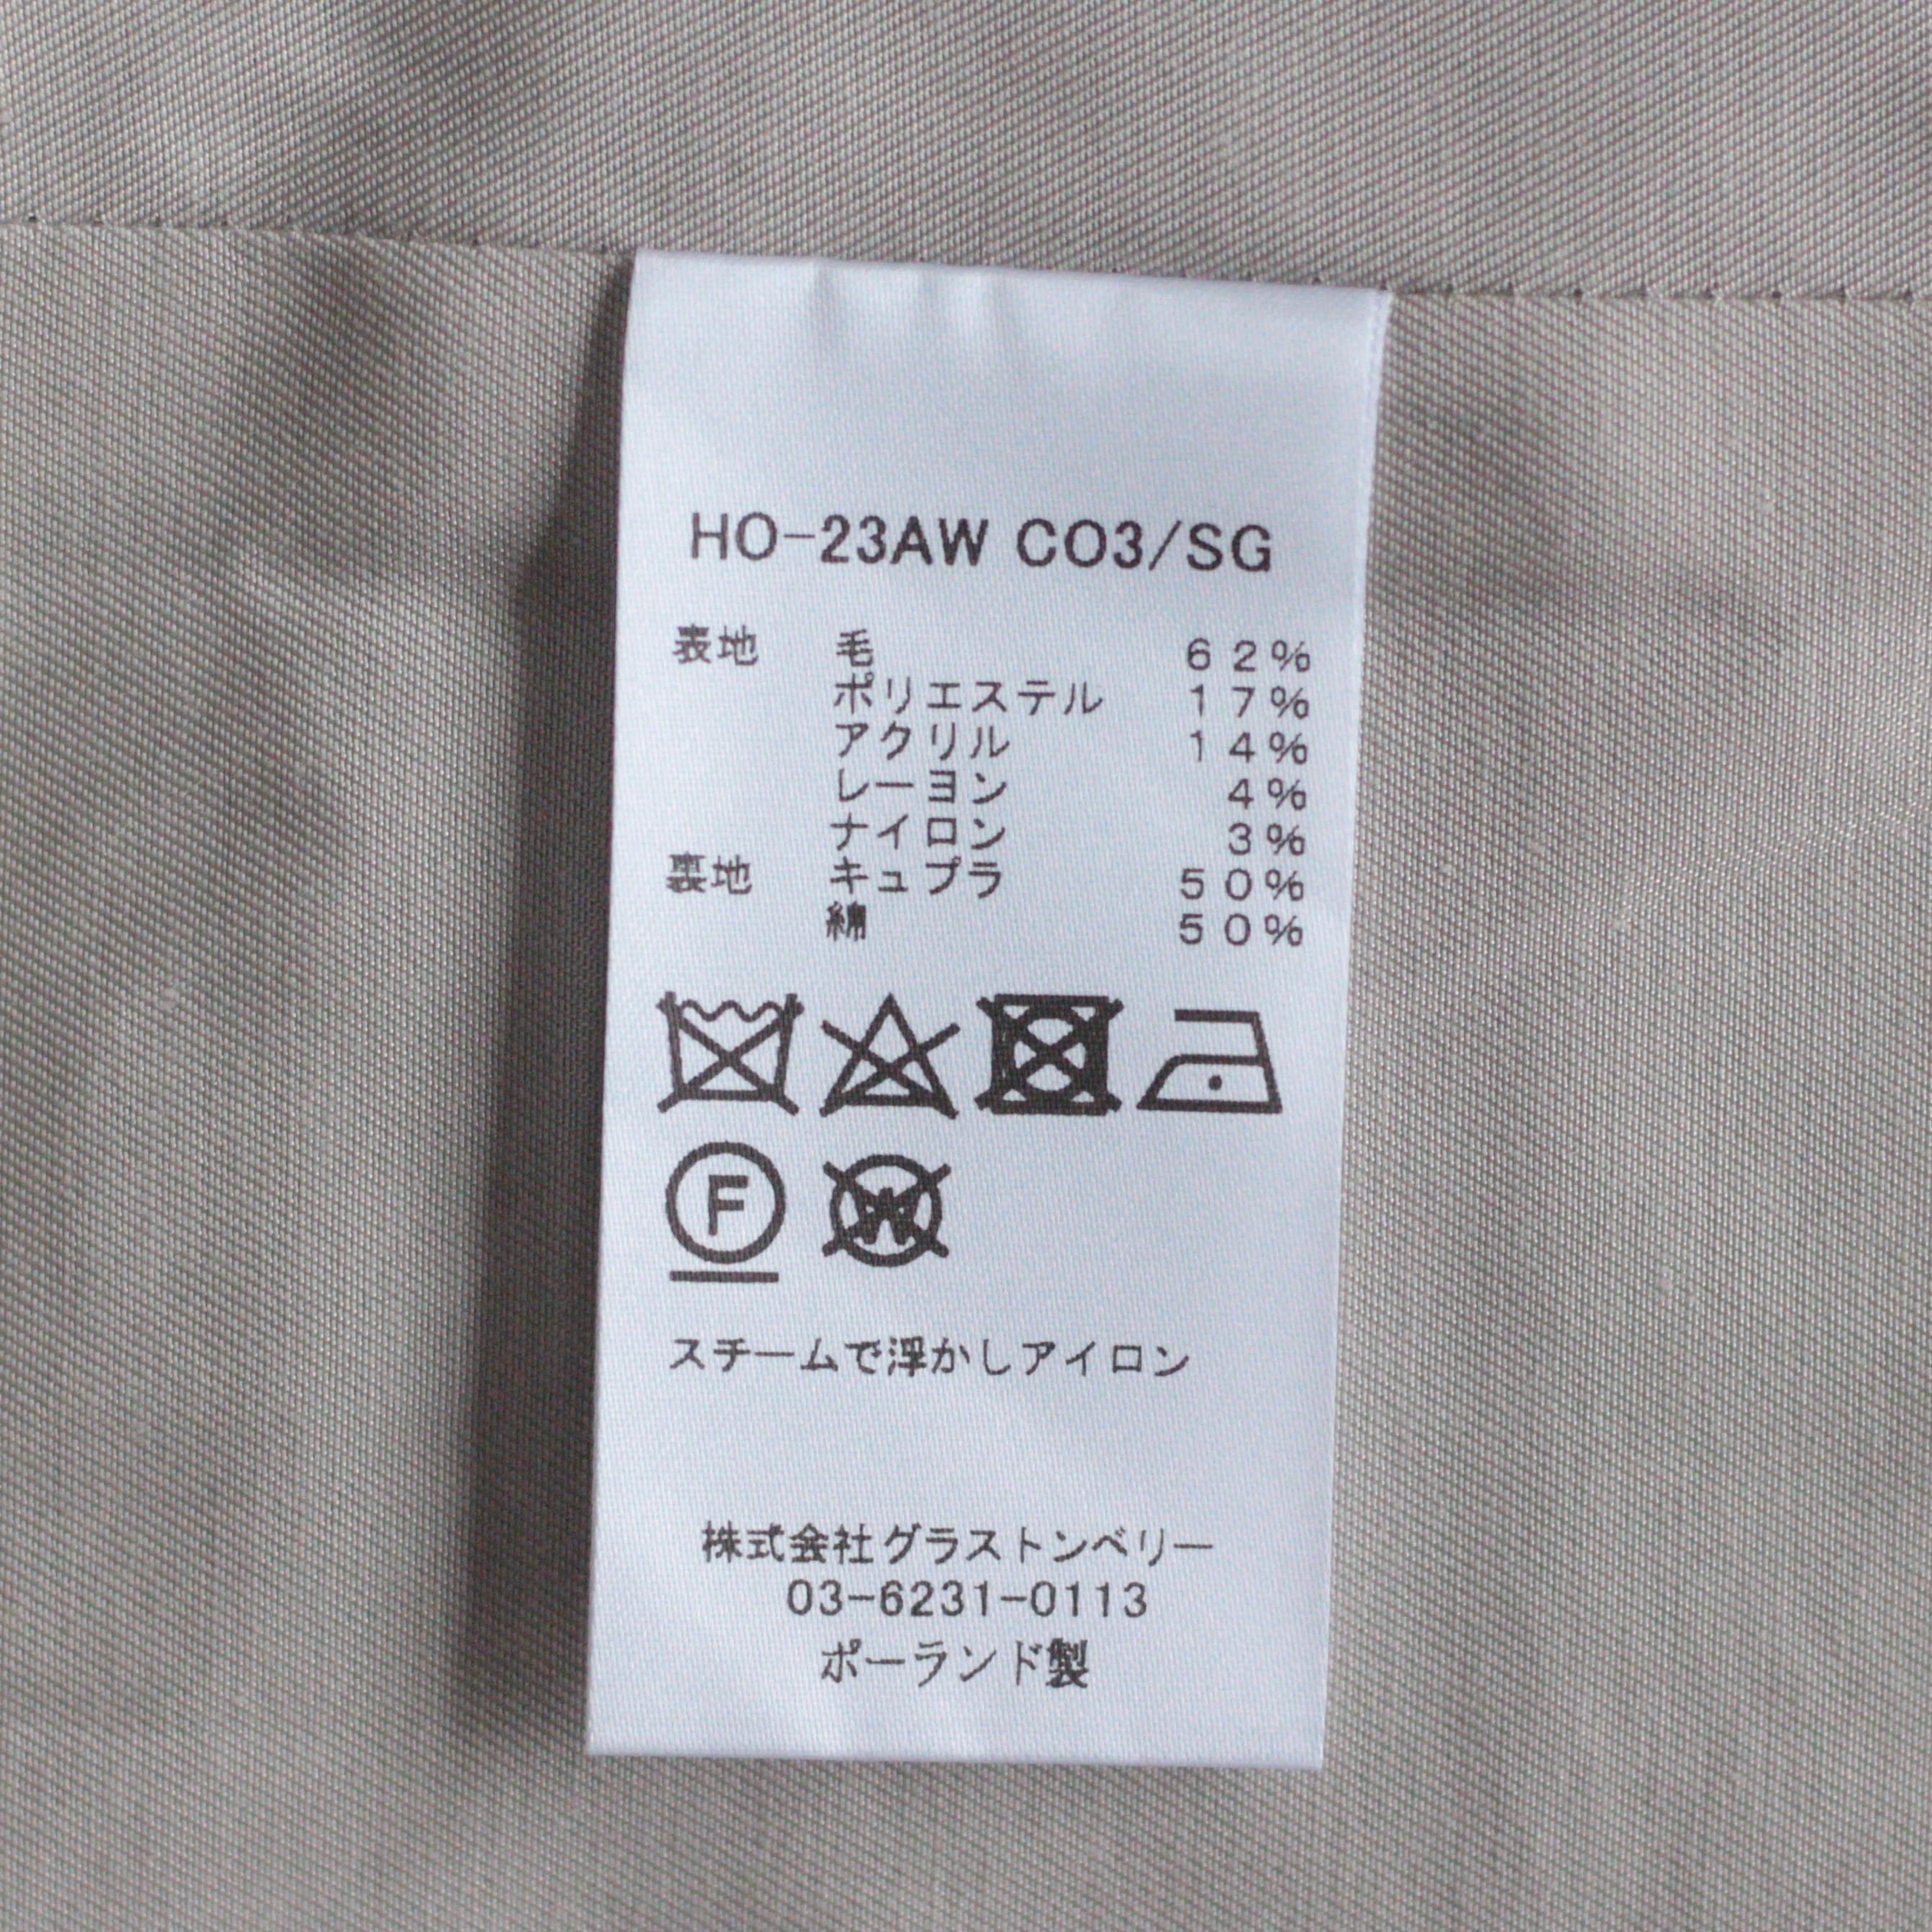 HO-23AW CO3/SG
表地 毛 62%
ポリエステル 17%
アクリル 14%
レーヨン 4%
ナイロン 3%
裏地 キュプラ 50%
綿 50%
F W
スチームで浮かしアイロン
株式会社グラストンベリー
03-6231-0113
ポーランド製